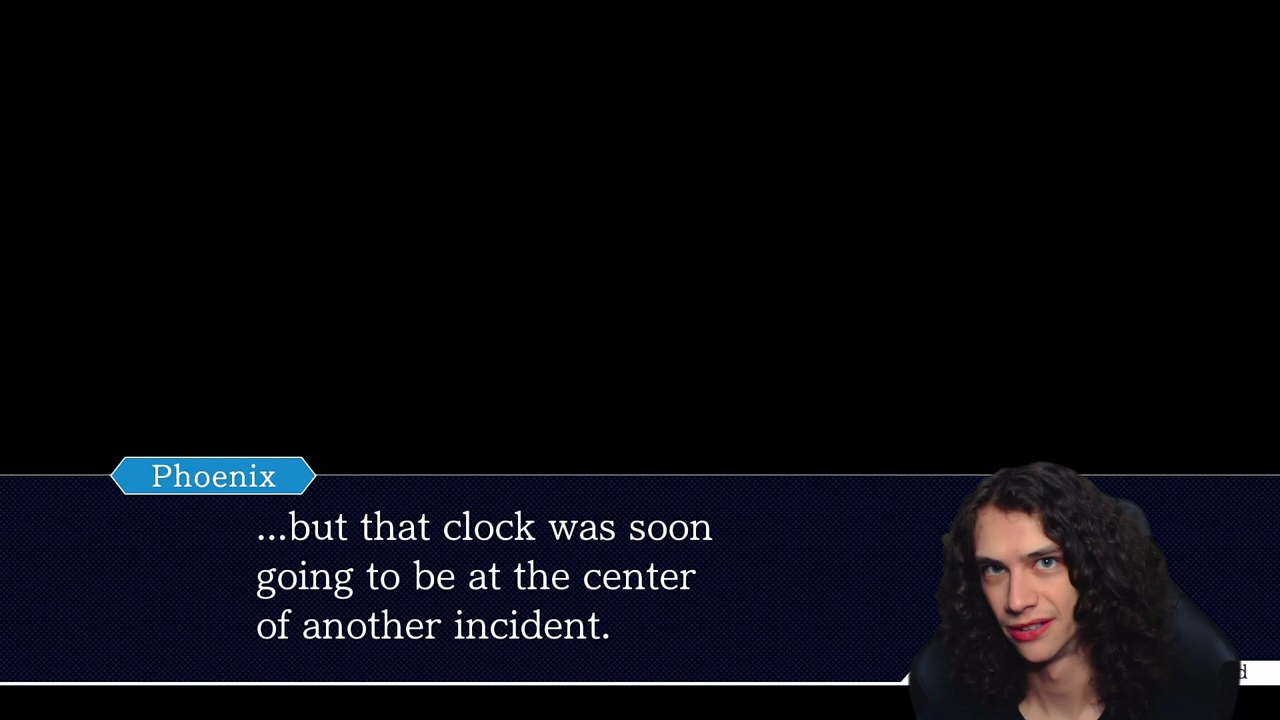 Phoenix
...but that clock was soon
going to be at the center
of another incident.